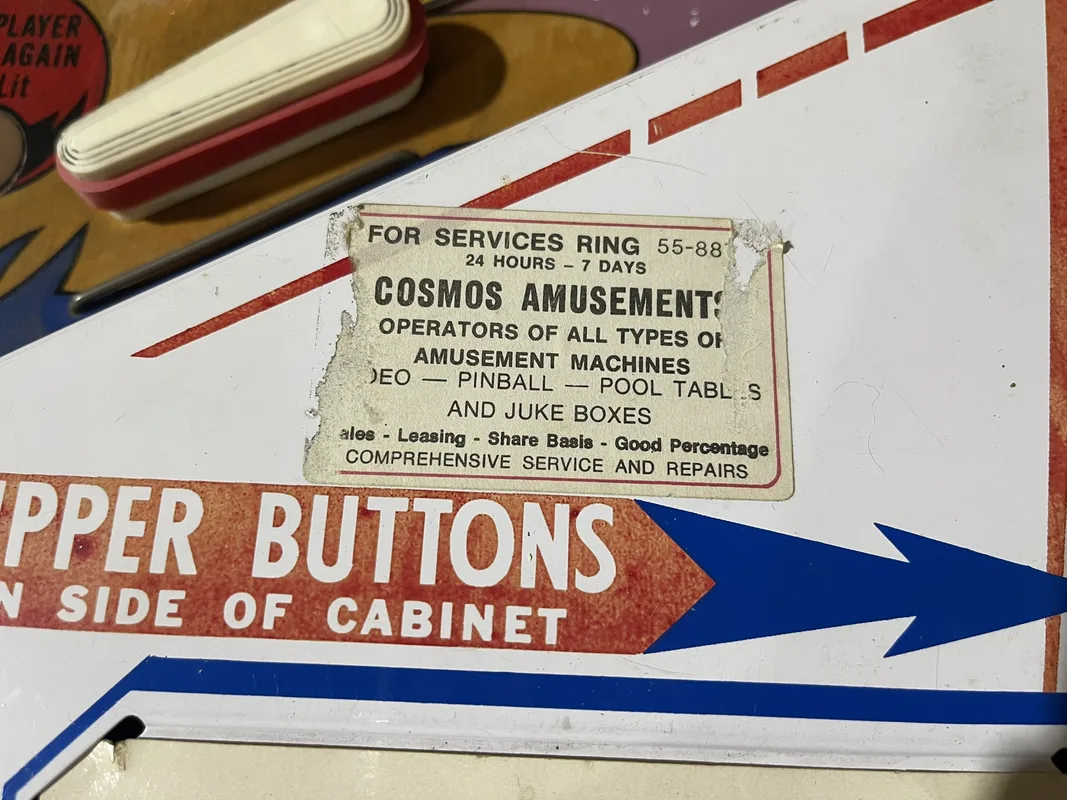 PLAYER
AGAIN
Lit
FOR SERVICES RING 55-88
24 HOURS – 7 DAYS
COSMOS AMUSEMENTS
OPERATORS OF ALL TYPES OF
AMUSEMENT MACHINES
DEO — PINBALL — POOL TABLES
AND JUKE BOXES
ales - Leasing - Share Basis - Good Percentage
COMPREHENSIVE SERVICE AND REPAIRS
IPPER BUTTONS
N SIDE OF CABINET